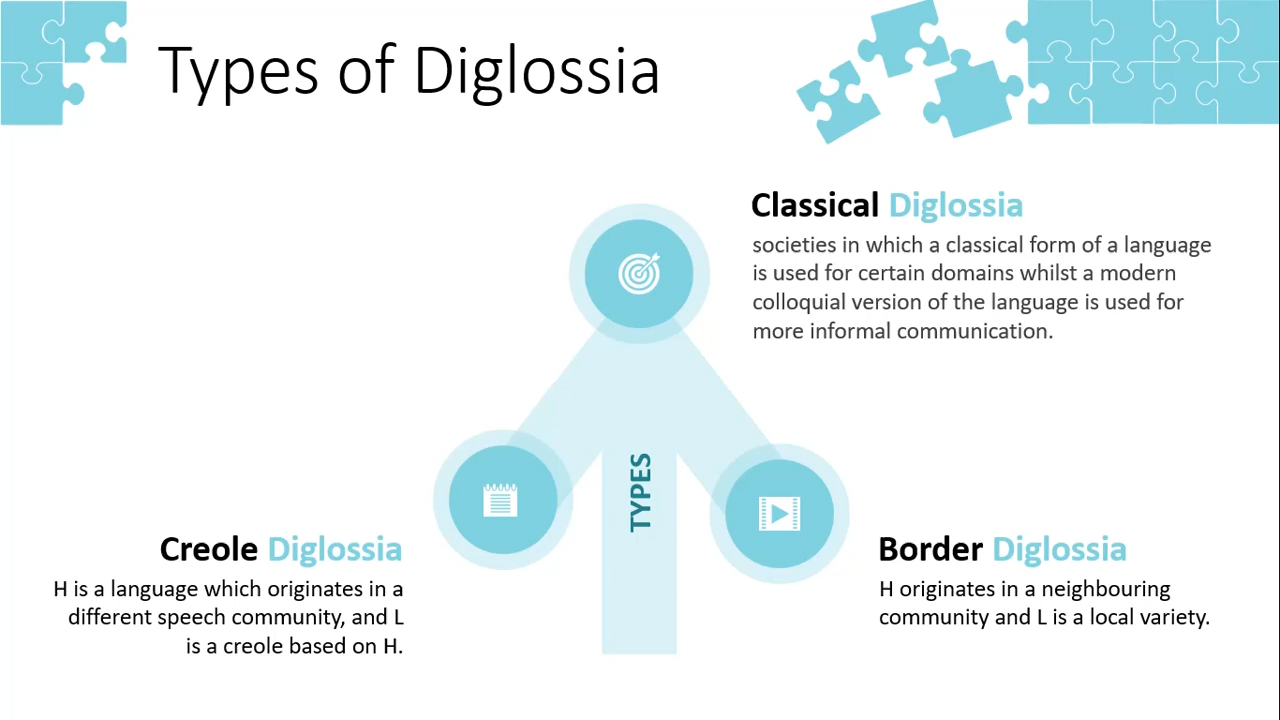 Types of Diglossia
Classical Diglossia
societies in which a classical form of a language
is used for certain domains whilst a modern
colloquial version of the language is used for
more informal communication.
TYPES
Creole Diglossia
H is a language which originates in a
different speech community, and L
is a creole based on H.
Border Diglossia
H originates in a neighbouring
community and L is a local variety.